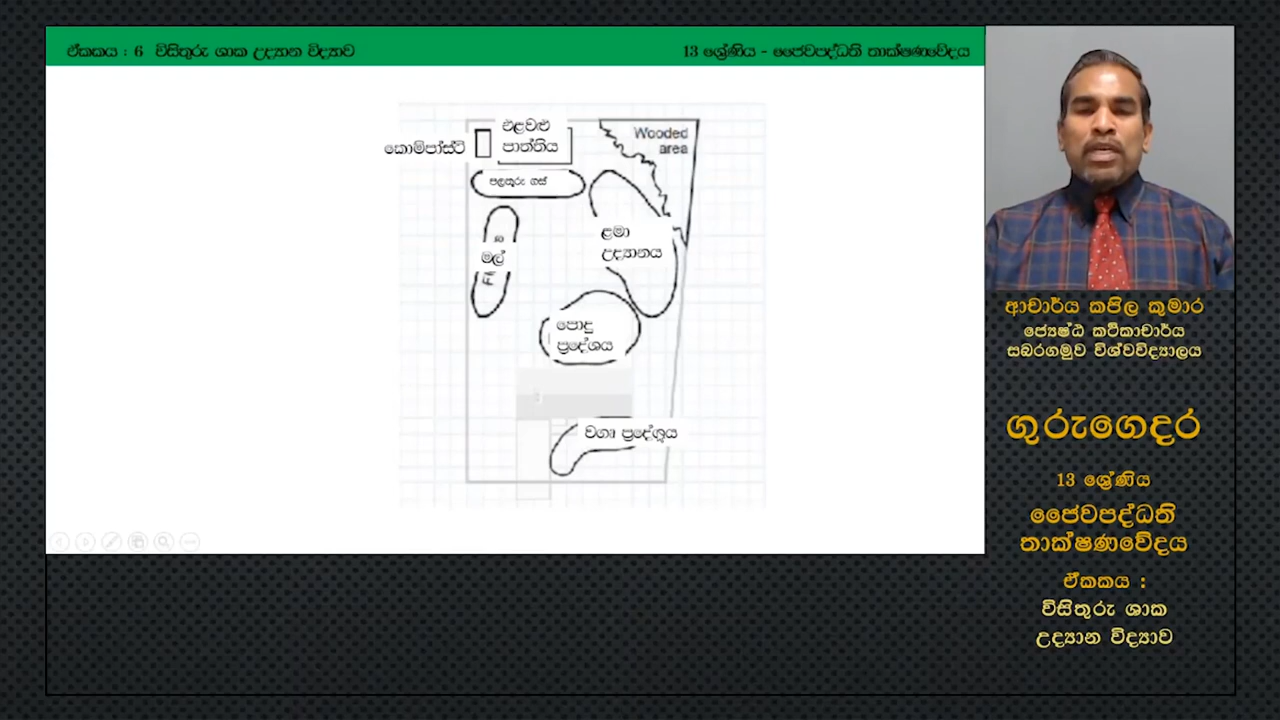 ඒකකය : 6 විසිතුරු ශාක උද්‍යාන විද්‍යාව
13 ශ්‍රේණිය - ජෛවපද්ධති තාක්ෂණවේදය
එළවළු
පාත්තිය
කොම්පෝස්ට්
Wooded
area
පලතුරු ගස්
ළමා
උද්‍යානය
මල්
පොදු
ප්‍රදේශය
වගා ප්‍රදේශය
ආචාර්ය කපිල කුමාර
ජ්‍යෙෂ්ඨ කථිකාචාර්ය
සබරගමුව විශ්වවිද්‍යාලය
ගුරුගෙදර
13 ශ්‍රේණිය
ජෛවපද්ධති
තාක්ෂණවේදය
ඒකකය :
විසිතුරු ශාක
උද්‍යාන විද්‍යාව